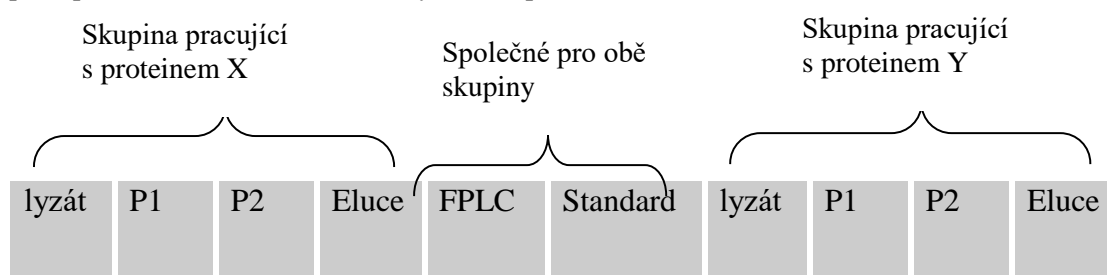 Skupina pracující
s proteinem X
Společné pro obě
skupiny
Skupina pracující
s proteinem Y
lyzát P1 P2 Eluce FPLC Standard lyzát P1 P2 Eluce